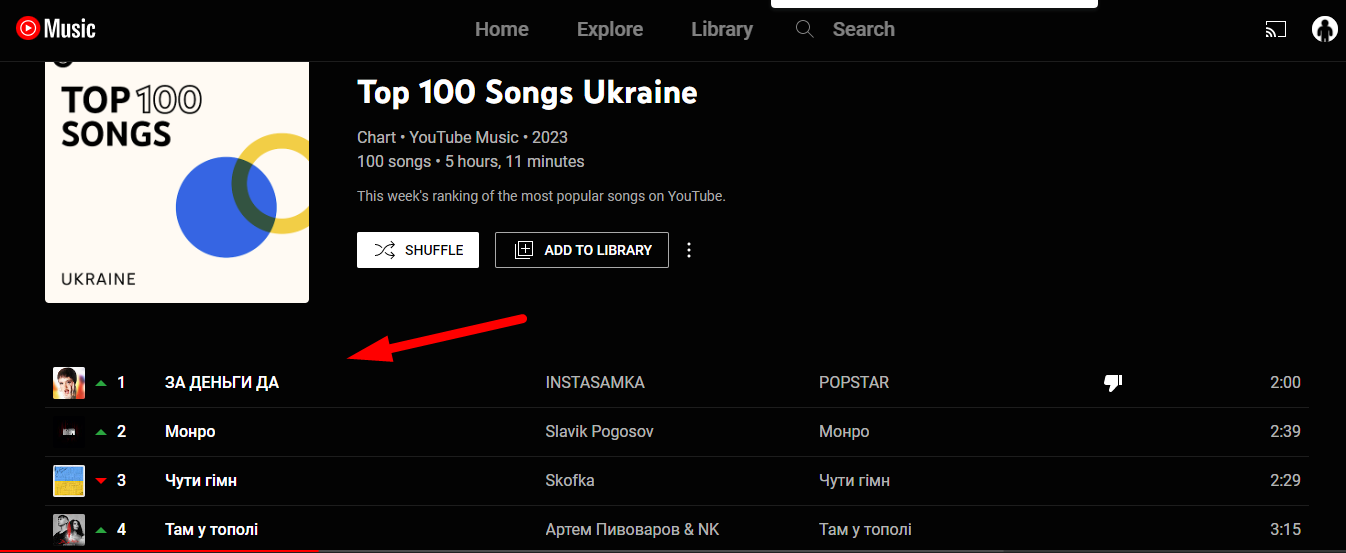 Music Home Explore Library Search
TOP 100
SONGS
UKRAINE
Top 100 Songs Ukraine
Chart • YouTube Music • 2023
100 songs • 5 hours, 11 minutes
This week's ranking of the most popular songs on YouTube.
SHUFFLE ADD TO LIBRARY
1 ЗА ДЕНЬГИ ДА INSTASAMKA POPSTAR 2:00
2 Монро Slavik Pogosov Монро 2:39
3 Чути гімн Skofka Чути гімн 2:29
4 Там у тополі Артем Пивоваров & NK Там у тополі 3:15